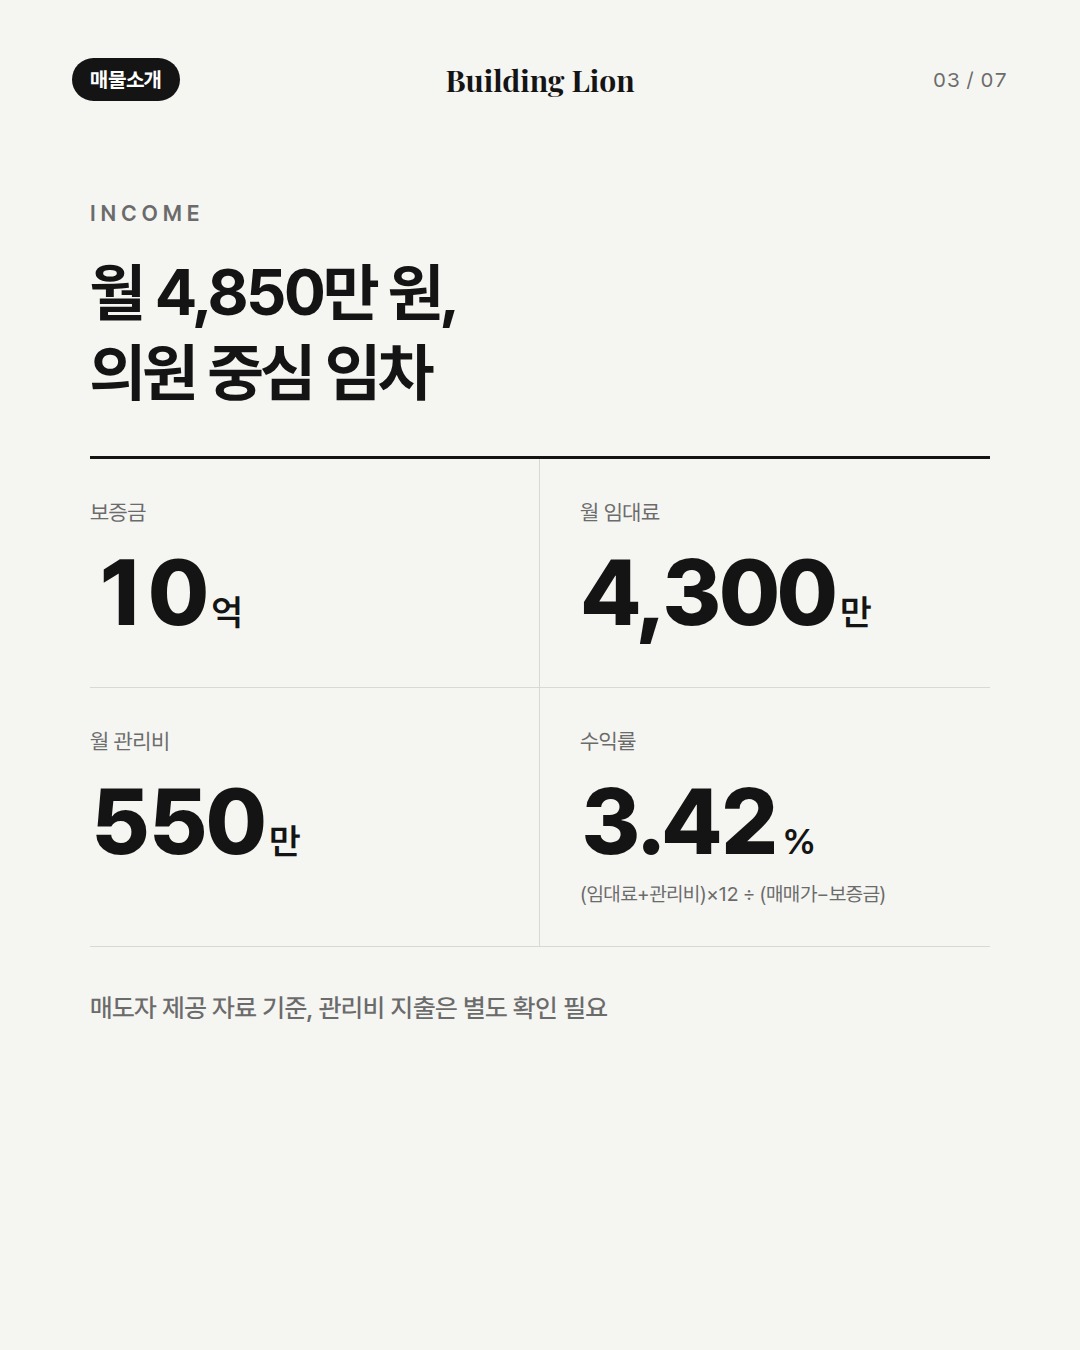 매물소개
Building Lion
03 / 07
INCOME
월 4,850만 원,
의원 중심 임차
보증금
10억
월 임대료
4,300만
월 관리비
550만
수익률
3.42%
(임대료+관리비)×12 ÷ (매매가−보증금)
매도자 제공 자료 기준, 관리비 지출은 별도 확인 필요